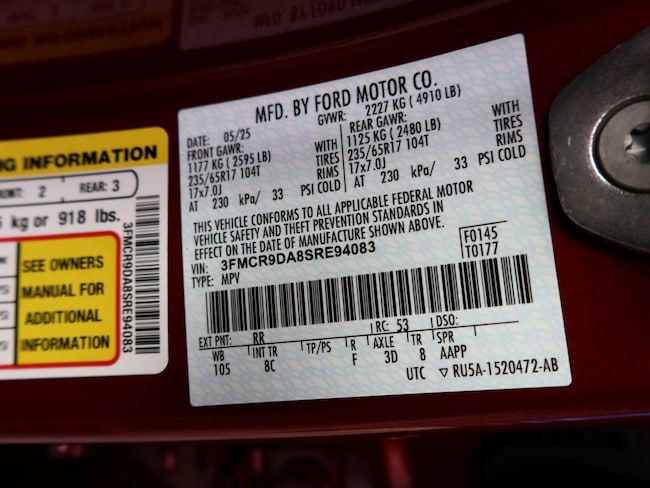 MFD. BY FORD MOTOR CO.
DATE: 05/25 GVWR: 2227 KG ( 4910 LB)
FRONT GAWR: REAR GAWR:
1177 KG ( 2595 LB) WITH 1125 KG ( 2480 LB) WITH
235/65R17 104T TIRES 235/65R17 104T TIRES
17x7.0J RIMS 17x7.0J RIMS
AT 230 kPa/ 33 PSI COLD AT 230 kPa/ 33 PSI COLD
THIS VEHICLE CONFORMS TO ALL APPLICABLE FEDERAL MOTOR
VEHICLE SAFETY AND THEFT PREVENTION STANDARDS IN
EFFECT ON THE DATE OF MANUFACTURE SHOWN ABOVE.
VIN: 3FMCR9DA8SRE94083 F0145
TYPE: MPV T0177
EXT PNT: RR RC: 53 DSO:
WB INT TR TP/PS R AXLE TR SPR
105 8C F 3D 8 AAPP
UTC ▽ RU5A-1520472-AB
INFORMATION
2 REAR: 3
kg or 918 lbs.
SEE OWNERS
MANUAL FOR
ADDITIONAL
INFORMATION
3FMCR9DA8SRE94083